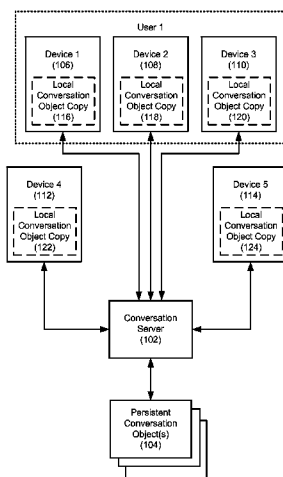 User 1
Device 1
(106)
Local
Conversation
Object Copy
(116)
Device 2
(108)
Local
Conversation
Object Copy
(118)
Device 3
(110)
Local
Conversation
Object Copy
(120)
Device 4
(112)
Local
Conversation
Object Copy
(122)
Device 5
(114)
Local
Conversation
Object Copy
(124)
Conversation
Server
(102)
Persistent
Conversation
Object(s)
(104)